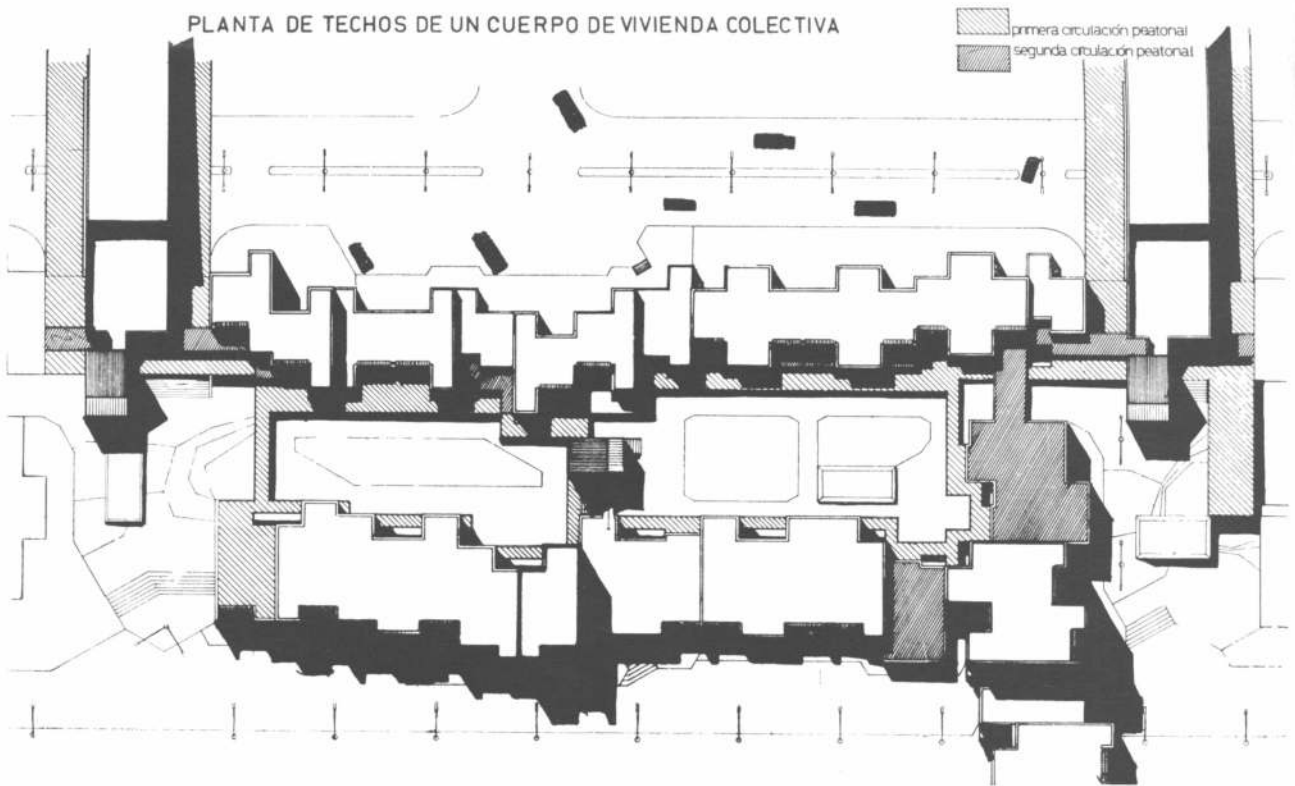 PLANTA DE TECHOS DE UN CUERPO DE VIVIENDA COLECTIVA
primera circulación peatonal
segunda circulación peatonal